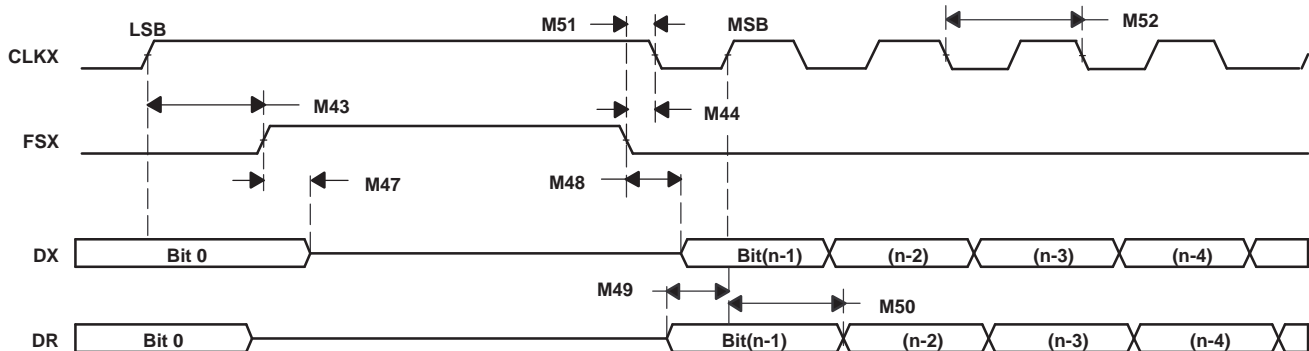 LSB
M51
MSB
M52
CLKX
M43
M44
FSX
M47
M48
DX
Bit 0
Bit(n-1)
(n-2)
(n-3)
(n-4)
M49
M50
DR
Bit 0
Bit(n-1)
(n-2)
(n-3)
(n-4)